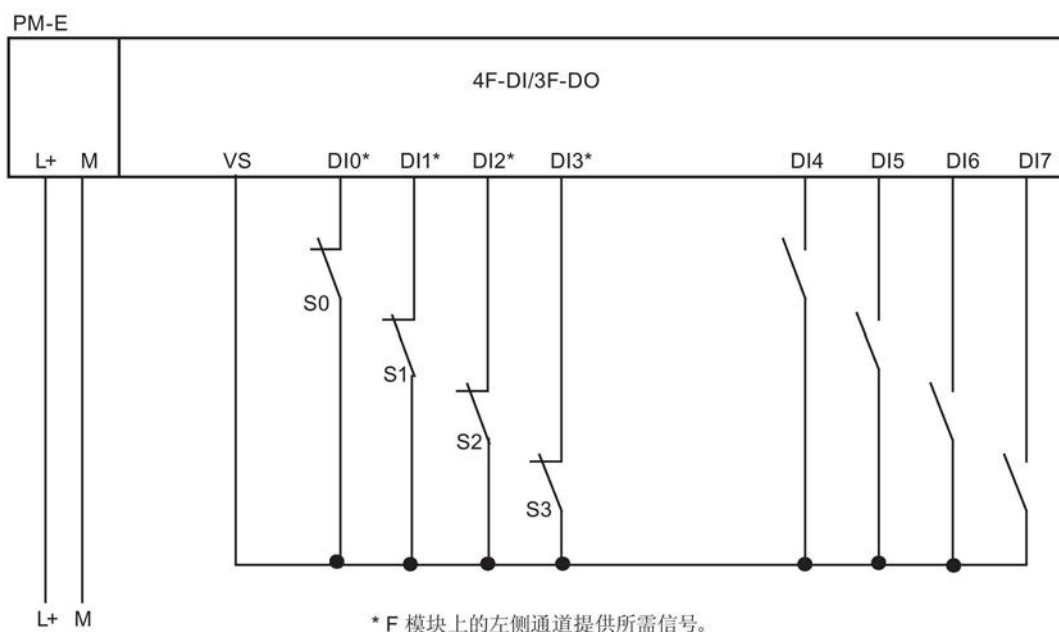 PM-E
4F-DI/3F-DO
L+ M VS DI0* DI1* DI2* DI3* DI4 DI5 DI6 DI7
S0
S1
S2
S3
L+ M
* F 模块上的左侧通道提供所需信号。